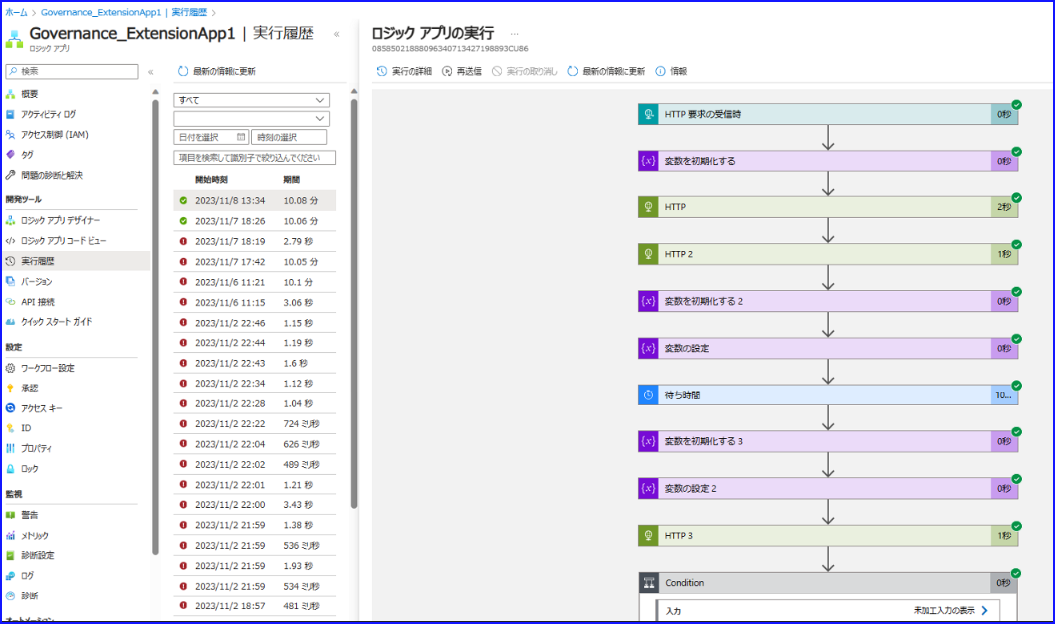 ホーム > Governance_ExtensionApp1 | 実行履歴 >
Governance_ExtensionApp1 | 実行履歴
ロジック アプリ
検索
概要
アクティビティ ログ
アクセス制御 (IAM)
タグ
問題の診断と解決
開発ツール
ロジック アプリ デザイナー
ロジック アプリ コード ビュー
実行履歴
バージョン
API 接続
クイック スタート ガイド
設定
ワークフロー設定
承認
アクセス キー
ID
プロパティ
ロック
監視
警告
メトリック
診断設定
ログ
診断
オートメーション
最新の情報に更新
すべて
日付を選択 時刻の選択
項目を検索して識別子で絞り込んでください
開始時刻 期間
2023/11/8 13:34 10.08 分
2023/11/7 18:26 10.06 分
2023/11/7 18:19 2.79 秒
2023/11/7 17:42 10.05 分
2023/11/6 11:21 10.1 分
2023/11/6 11:15 3.06 秒
2023/11/2 22:46 1.15 秒
2023/11/2 22:44 1.19 秒
2023/11/2 22:43 1.6 秒
2023/11/2 22:34 1.12 秒
2023/11/2 22:28 1.04 秒
2023/11/2 22:22 724 ミリ秒
2023/11/2 22:04 626 ミリ秒
2023/11/2 22:02 489 ミリ秒
2023/11/2 22:01 1.21 秒
2023/11/2 22:00 3.43 秒
2023/11/2 21:59 1.38 秒
2023/11/2 21:59 536 ミリ秒
2023/11/2 21:59 1.93 秒
2023/11/2 21:59 534 ミリ秒
2023/11/2 18:57 481 ミリ秒
ロジック アプリの実行 …
08585021888096340713427198893CU86
実行の詳細 再送信 実行の取り消し 最新の情報に更新 情報
HTTP 要求の受信時 0秒
{x} 変数を初期化する 0秒
HTTP 2秒
HTTP 2 1秒
{x} 変数を初期化する 2 0秒
{x} 変数の設定 0秒
待ち時間 10...
{x} 変数を初期化する 3 0秒
{x} 変数の設定 2 0秒
HTTP 3 1秒
Condition 0秒
入力 未加工入力の表示 >